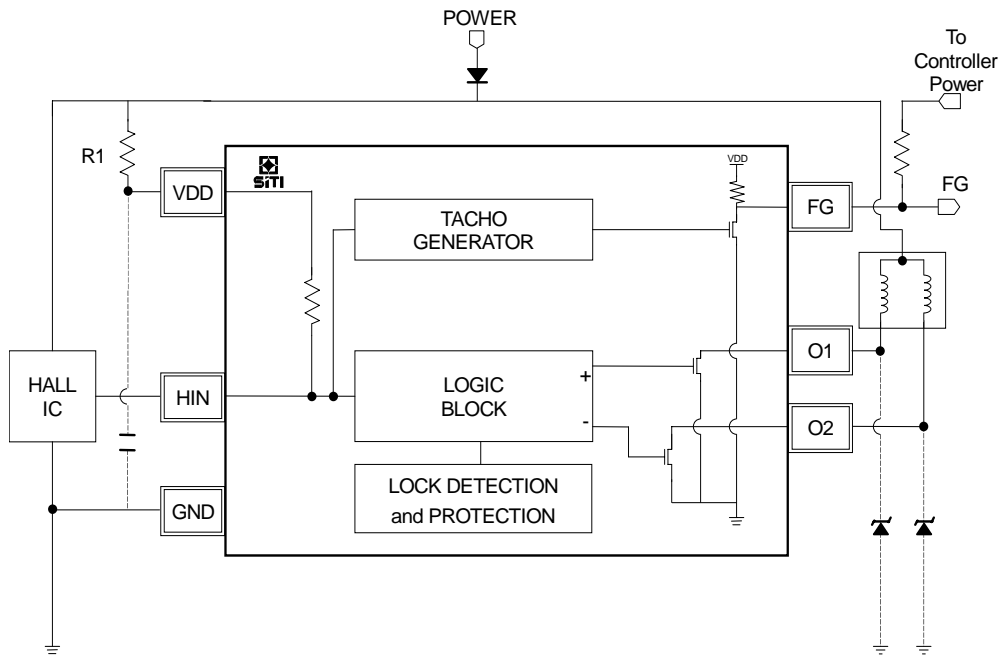 POWER
To
Controller
Power
R1
SiTI
VDD
VDD
FG
FG
TACHO
GENERATOR
O1
HALL
IC
HIN
LOGIC
BLOCK
+
-
O2
GND
LOCK DETECTION
and PROTECTION